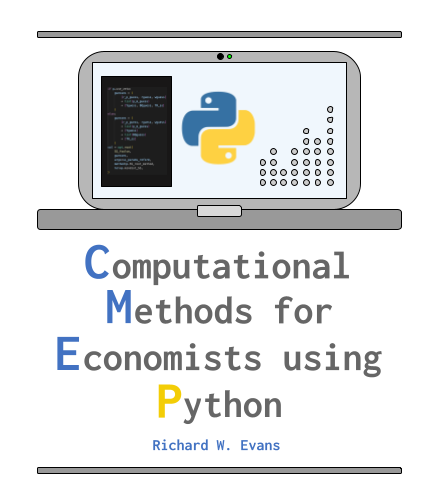 Computational
Methods for
Economists using
Python
Richard W. Evans